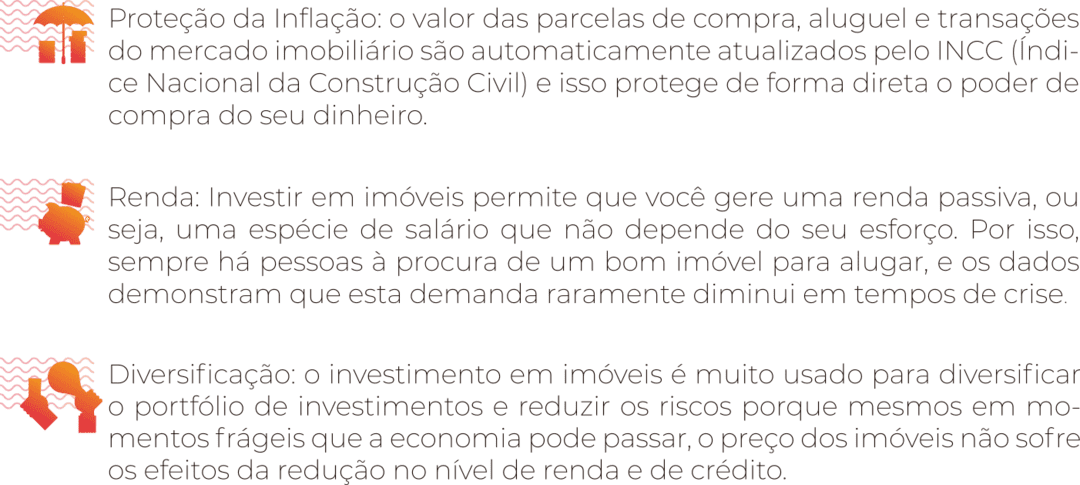 Proteção da Inflação: o valor das parcelas de compra, aluguel e transações
do mercado imobiliário são automaticamente atualizados pelo INCC (Índi-
ce Nacional da Construção Civil) e isso protege de forma direta o poder de
compra do seu dinheiro.
Renda: Investir em imóveis permite que você gere uma renda passiva, ou
seja, uma espécie de salário que não depende do seu esforço. Por isso,
sempre há pessoas à procura de um bom imóvel para alugar, e os dados
demonstram que esta demanda raramente diminui em tempos de crise.
Diversificação: o investimento em imóveis é muito usado para diversificar
o portfólio de investimentos e reduzir os riscos porque mesmos em mo-
mentos frágeis que a economia pode passar, o preço dos imóveis não sofre
os efeitos da redução no nível de renda e de crédito.